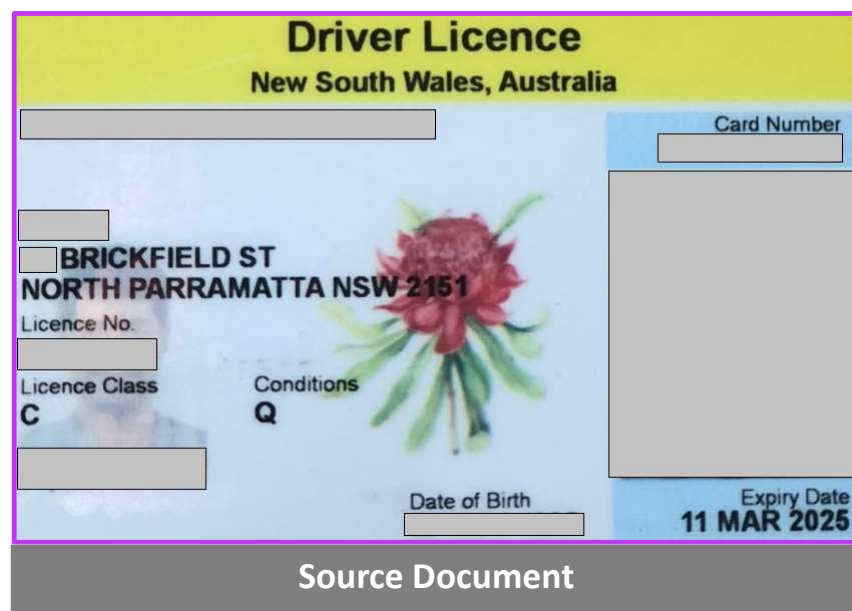 Driver Licence
New South Wales, Australia
Card Number
BRICKFIELD ST
NORTH PARRAMATTA NSW 2151
Licence No.
Licence Class
Conditions
C
Q
Date of Birth
Expiry Date
11 MAR 2025
Source Document